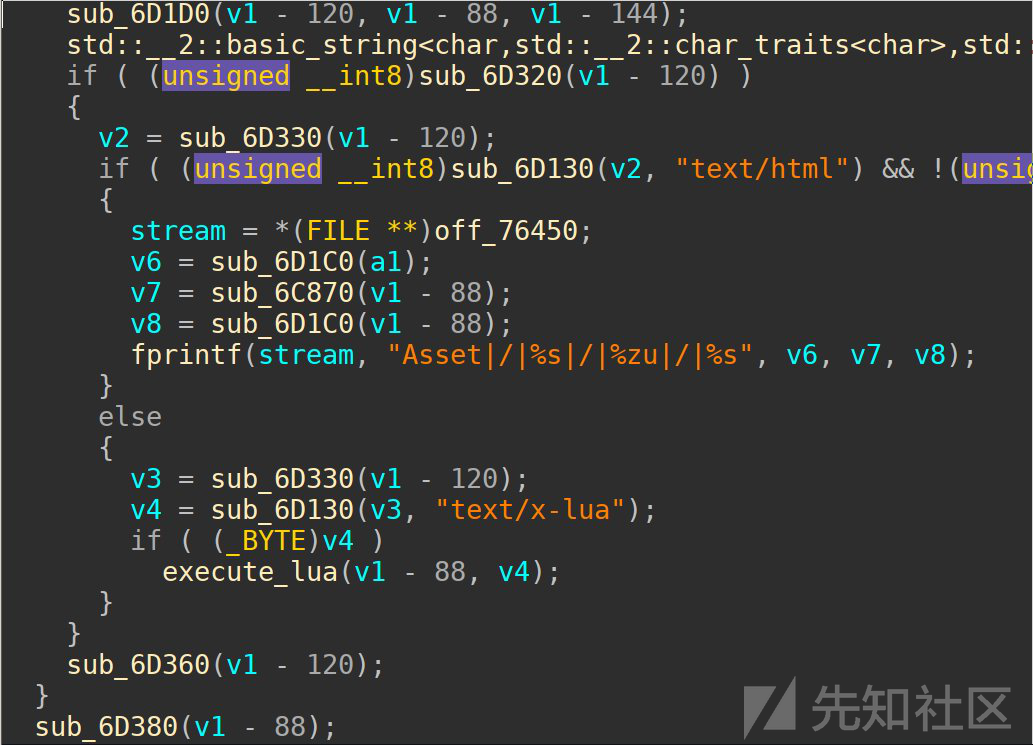 sub_6D1D0(v1 - 120, v1 - 88, v1 - 144);
std::__2::basic_string<char,std::__2::char_traits<char>,std::
if ( (unsigned __int8)sub_6D320(v1 - 120) )
{
v2 = sub_6D330(v1 - 120);
if ( (unsigned __int8)sub_6D130(v2, "text/html") && !(unsig
{
stream = *(FILE **)off_76450;
v6 = sub_6D1C0(a1);
v7 = sub_6C870(v1 - 88);
v8 = sub_6D1C0(v1 - 88);
fprintf(stream, "Asset|/|%s|/|%zu|/|%s", v6, v7, v8);
}
else
{
v3 = sub_6D330(v1 - 120);
v4 = sub_6D130(v3, "text/x-lua");
if ( (_BYTE)v4 )
execute_lua(v1 - 88, v4);
}
}
sub_6D360(v1 - 120);
}
sub_6D380(v1 - 88);
先知社区